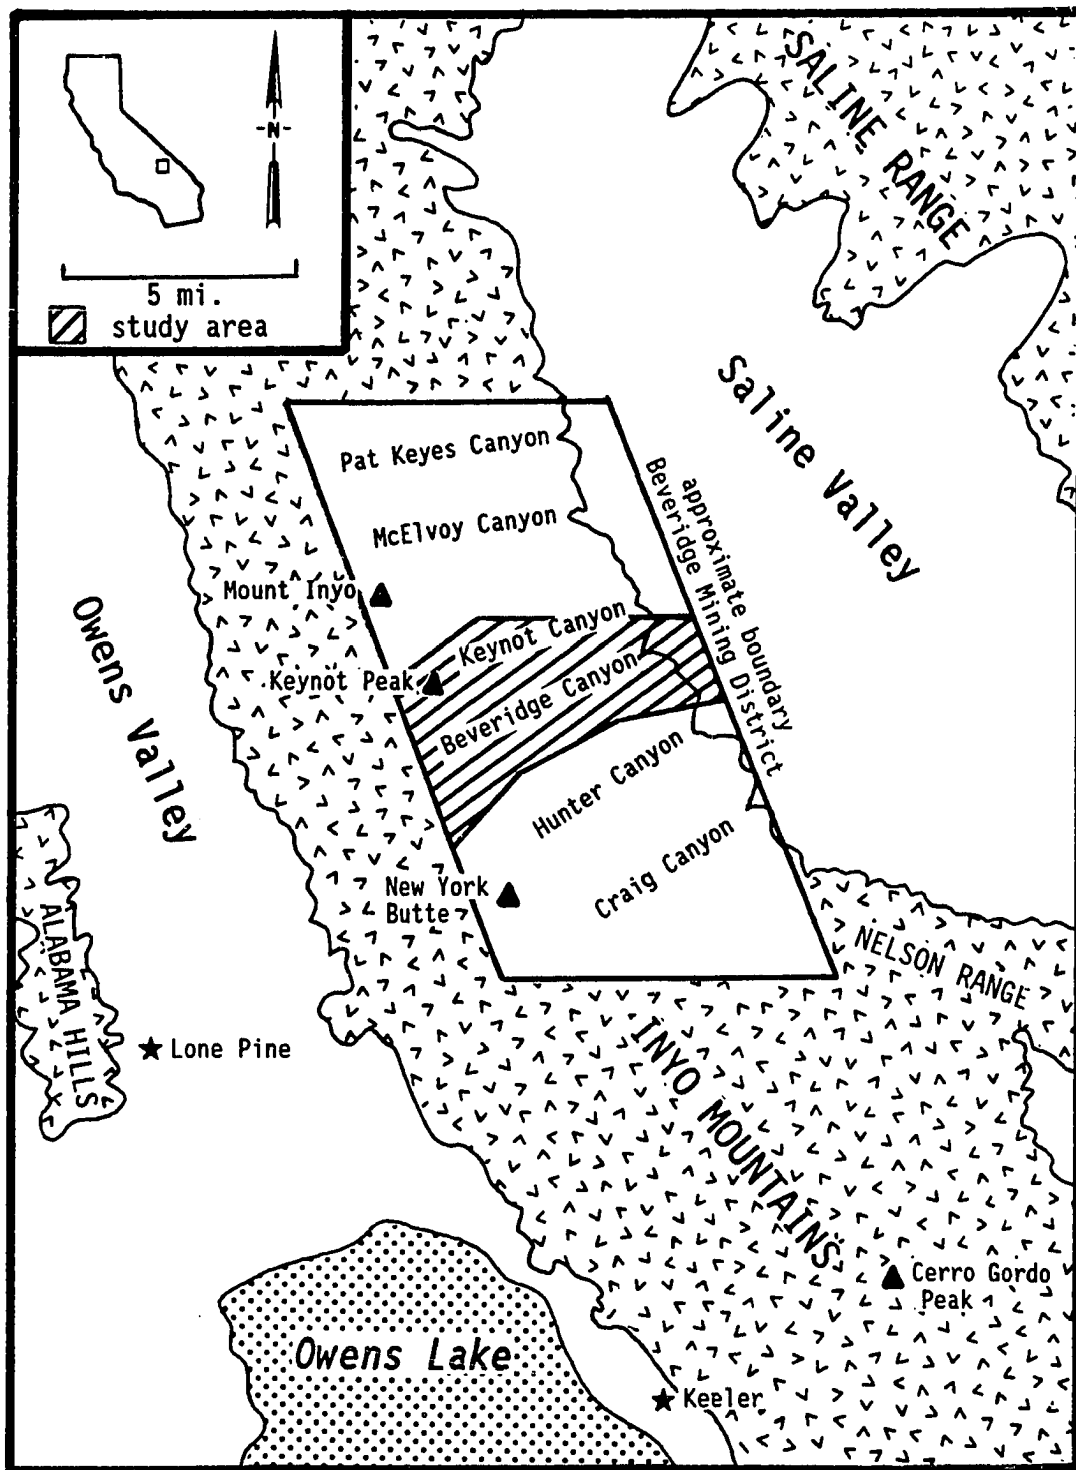 -N-
5 mi.
study area
SALINE RANGE
Saline Valley
Pat Keyes Canyon
McElvoy Canyon
approximate boundary
Beveridge Mining District
Mount Inyo
Keynot Canyon
Keynot Peak
Beveridge Canyon
Owens Valley
Hunter Canyon
Craig Canyon
New York
Butte
ALABAMA HILLS
NELSON RANGE
Lone Pine
INYO MOUNTAINS
Cerro Gordo
Peak
Owens Lake
Keeler